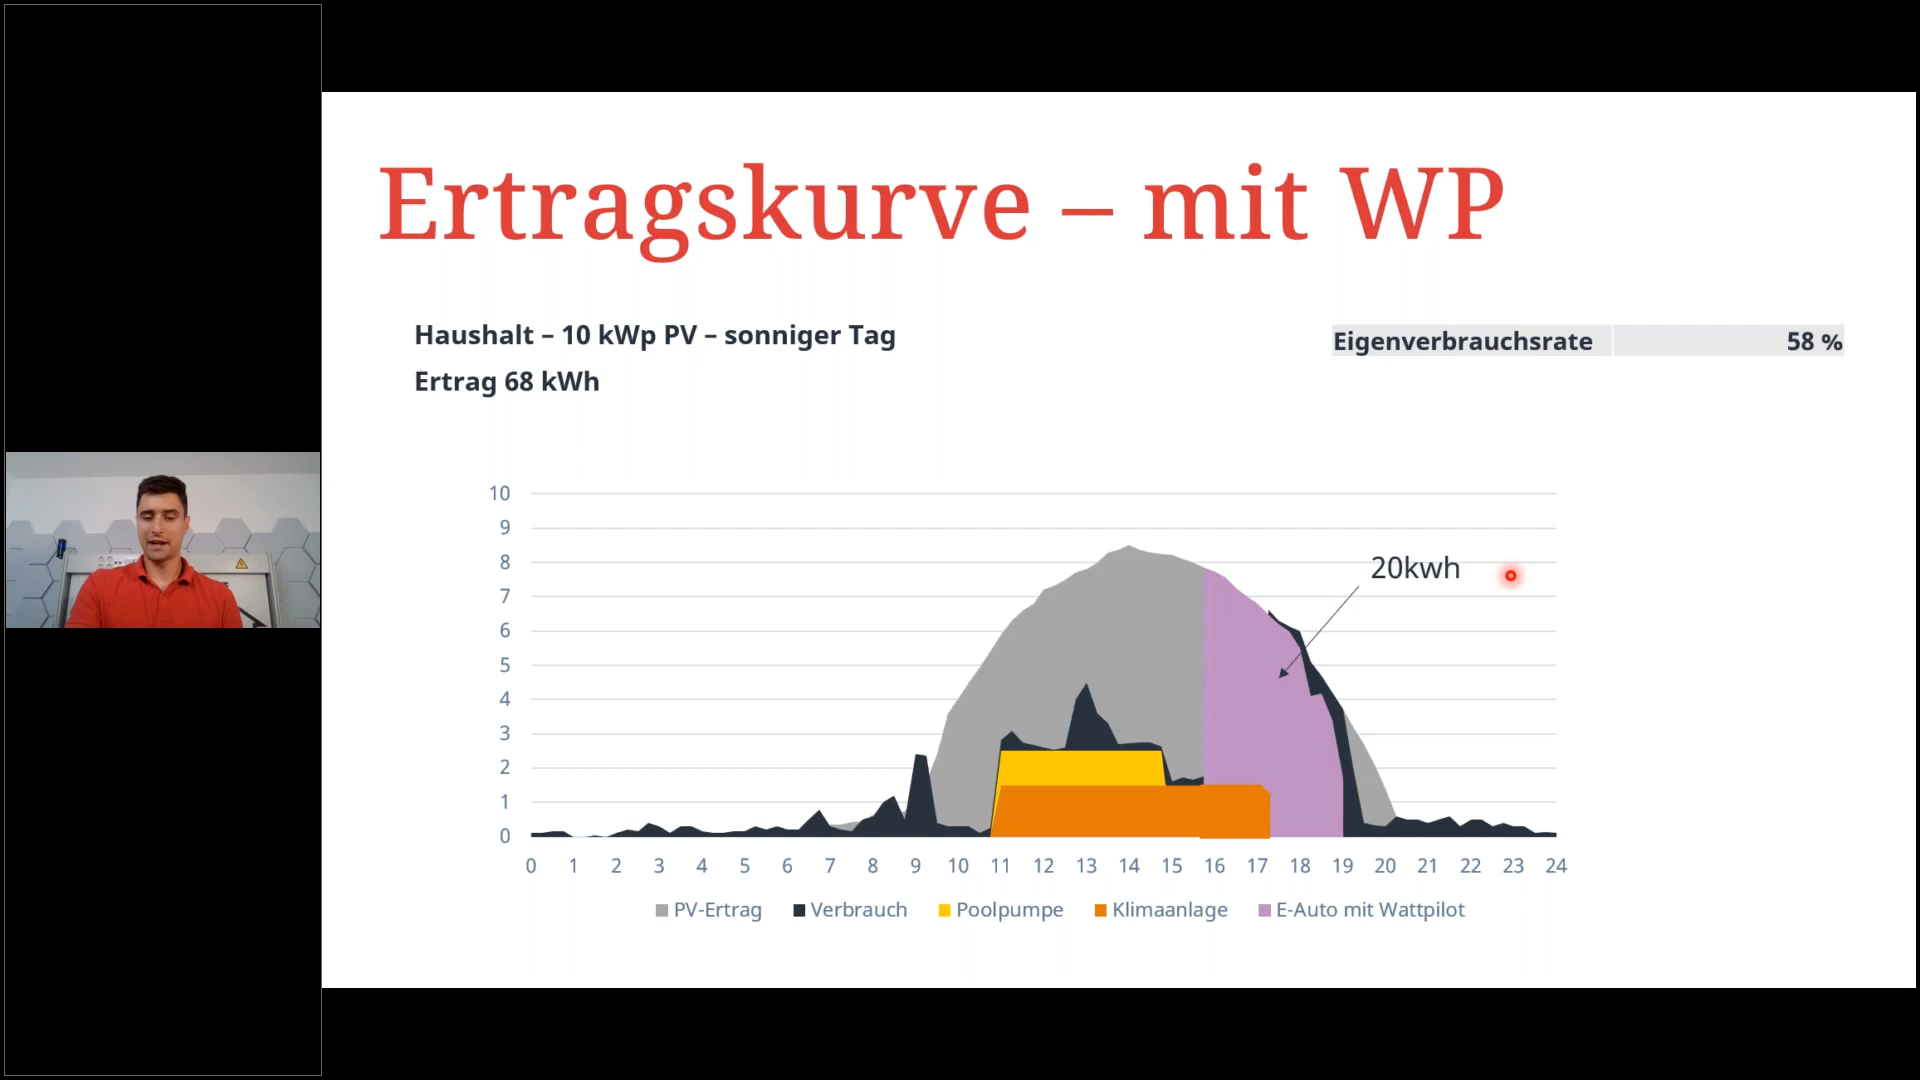 Ertragskurve – mit WP
Haushalt – 10 kWp PV – sonniger Tag
Ertrag 68 kWh
Eigenverbrauchsrate 58 %
10
9
8
7
6
5
4
3
2
1
0
20kwh
0 1 2 3 4 5 6 7 8 9 10 11 12 13 14 15 16 17 18 19 20 21 22 23 24
PV-Ertrag Verbrauch Poolpumpe Klimaanlage E-Auto mit Wattpilot